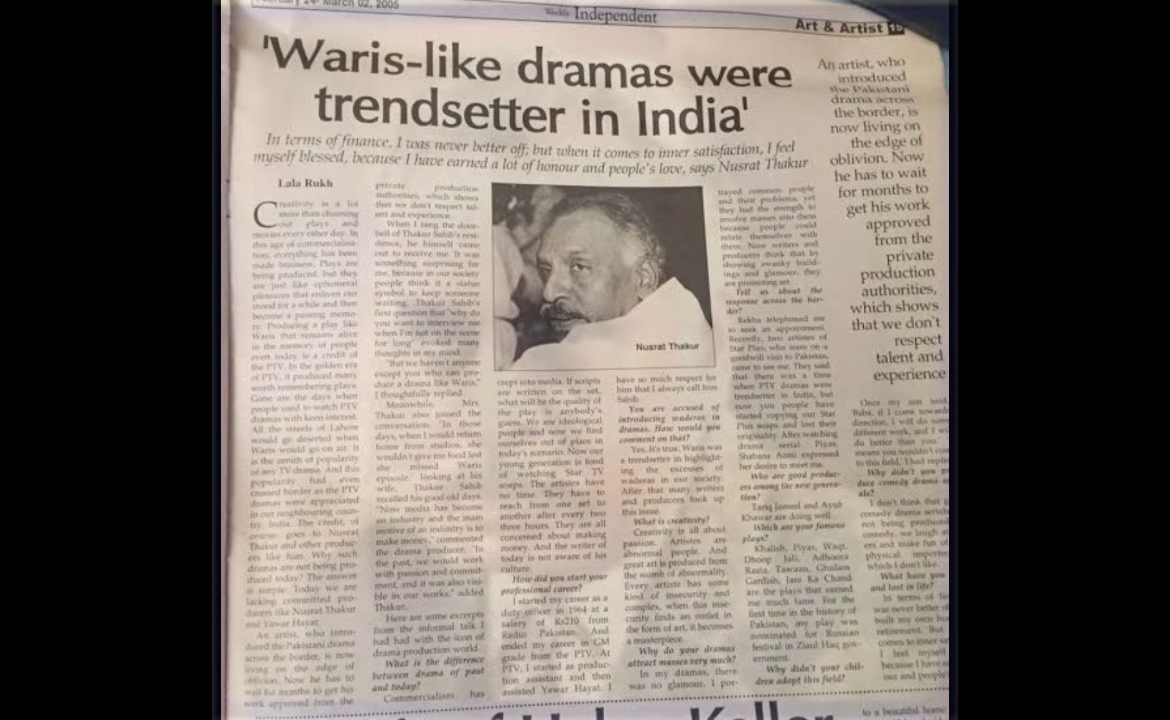 February 24- March 02, 2005
Weekly Independent
Art & Artist
'Waris-like dramas were
trendsetter in India'
In terms of finance, I was never better off; but when it comes to inner satisfaction, I feel
myself blessed, because I have earned a lot of honour and people's love, says Nusrat Thakur
An artist, who
introduced
the Pakistani
drama across
the border, is
now living on
the edge of
oblivion. Now
he has to wait
for months to
get his work
approved
from the
private
production
authorities,
which shows
that we don't
respect
talent and
experience
Lala Rukh
Creativity is a lot
more than churning
out plays and
movies every other day. In
this age of commercializa-
tion, everything has been
made business. Plays are
being produced, but they
are just like ephemeral
pleasures that enliven our
mood for a while and then
become a passing memo-
ry. Producing a play like
Waris that remains alive
in the memory of people
even today is a credit of
the PTV. In the golden era
of PTV, it produced many
worth remembering plays.
Gone are the days when
people used to watch PTV
dramas with keen interest.
All the streets of Lahore
would go deserted when
Waris would go on air. It
is the zenith of popularity
of any TV drama. And this
popularity had even
crossed border as the PTV
dramas were appreciated
in our neighbouring coun-
try, India. The credit, of
course, goes to Nusrat
Thakur and other produc-
ers like him. Why such
dramas are not being pro-
duced today? The answer
is simple. Today we are
lacking committed pro-
ducers like Nusrat Thakur
and Yawar Hayat.
An artist, who intro-
duced the Pakistani drama
across the border, is now
living on the edge of
oblivion. Now he has to
wait for months to get his
work approved from the
private production
authorities, which shows
that we don't respect tal-
ent and experience.
When I rang the door-
bell of Thakur Sahib's resi-
dence, he himself came
out to receive me. It was
something surprising for
me, because in our society
people think it a status
symbol to keep someone
waiting. Thakur Sahib's
first question that 'why do
you want to interview me
when I'm not on the scene
for long' evoked many
thoughts in my mind.
"But we haven't anyone
except you who can pro-
duce a drama like Waris,"
I thoughtfully replied.
Meanwhile, Mrs.
Thakur also joined the
conversation. "In those
days, when I would return
home from studios, she
wouldn't give me food lest
she missed Waris
episode," looking at his
wife, Thakur Sahib
recalled his good old days.
"Now media has become
an industry and the main
motive of an industry is to
make money," commented
the drama producer. "In
the past, we would work
with passion and commit-
ment, and it was also visi-
ble in our works," added
Thakur.
Here are some excerpts
from the informal talk I
had had with the icon of
drama production world.
What is the difference
between drama of past
and today?
Commercialism has
Nusrat Thakur
crept into media. If scripts
are written on the set,
what will be the quality of
the play is anybody's
guess. We are ideological
people and now we find
ourselves out of place in
today's scenario. Now our
young generation is fond
of watching Star TV
soaps. The artistes have
no time. They have to
reach from one set to
another after every two
three hours. They are all
concerned about making
money. And the writer of
today is not aware of his
culture.
How did you start your
professional career?
I started my career as a
duty officer in 1964 at a
salary of Rs210 from
Radio Pakistan. And
ended my career in GM
grade from the PTV. At
PTV, I started as produc-
tion assistant and then
assisted Yawar Hayat. I
have so much respect for
him that I always call him
Sahib.
You are accused of
introducing waderas in
dramas. How would you
comment on that?
Yes, it's true. Waris was
a trendsetter in highlight-
ing the excesses of
waderas in our society.
After that many writers
and producers took up
this issue.
What is creativity?
Creativity is all about
passion. Artistes are
abnormal people. And
great art is produced from
the womb of abnormality.
Every artiste has some
kind of insecurity and
complex, when this inse-
curity finds an outlet in
the form of art, it becomes
a masterpiece.
Why do your dramas
attract masses very much?
In my dramas, there
was no glamour. I por-
trayed common people
and their problems, yet
they had the strength to
involve masses into them
because people could
relate themselves with
them. Now writers and
producers think that by
showing swanky build-
ings and glamour, they
are promoting art.
Tell us about the
response across the bor-
der?
Rekha telephoned me
to seek an appointment.
Recently, two artistes of
Star Plus, who were on a
goodwill visit to Pakistan,
came to see me. They said
that there was a time
when PTV dramas were
trendsetter in India, but
now you people have
started copying our Star
Plus soaps and lost their
originality. After watching
drama serial Piyas,
Shabana Azmi expressed
her desire to meet me.
Who are good produc-
ers among the new genera-
tion?
Tariq Jameel and Ayub
Khawar are doing well.
Which are your famous
plays?
Khalish, Piyas, Waqt,
Dhoop Jali, Adhoora
Rasta, Tawaan, Ghulam
Gardish, Jaro Ka Chand
are the plays that earned
me much fame. For the
first time in the history of
Pakistan, my play was
nominated for Russian
festival in Ziaul Haq gov-
ernment.
Why didn't your chil-
dren adopt this field?
Once my son said,
'Baba, if I come towards
direction, I will do some
different work, and I
do better than you
means you wouldn't
to this field,' I had
Why didn't you
duce comedy drama
I don't think that
comedy drama serials
not being produced
comedy, we laugh
ers and make fun of
physical
which I don't like.
What have you
and lost in life?
In terms of
was never better
built my own
retirement. But
comes to inner
I feel myself
because I have
our and people's
to a beautiful home